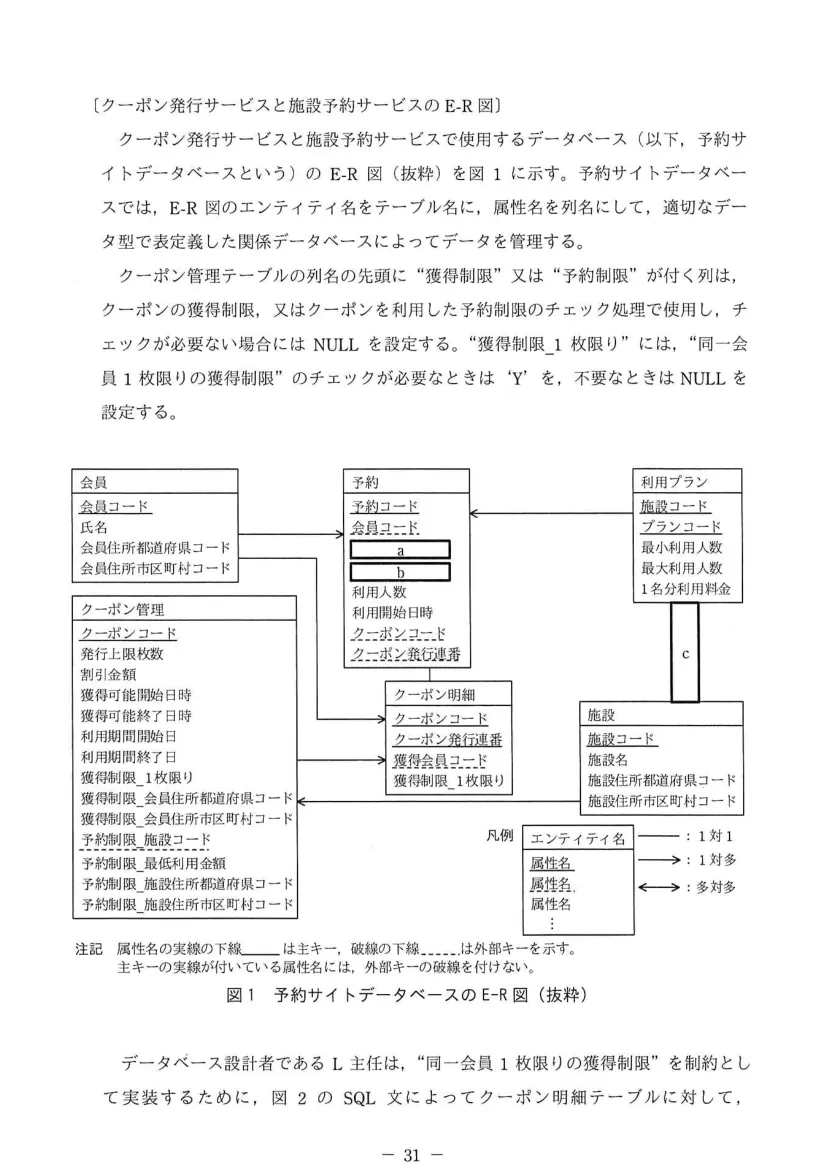 〔クーポン発行サービスと施設予約サービスの E-R 図〕
クーポン発行サービスと施設予約サービスで使用するデータベース（以下，予約サ
イトデータベースという）の E-R 図（抜粋）を図 1 に示す。予約サイトデータベー
スでは，E-R 図のエンティティ名をテーブル名に，属性名を列名にして，適切なデー
タ型で表定義した関係データベースによってデータを管理する。
クーポン管理テーブルの列名の先頭に“獲得制限”又は“予約制限”が付く列は，
クーポンの獲得制限，又はクーポンを利用した予約制限のチェック処理で使用し，チ
ェックが必要ない場合には NULL を設定する。“獲得制限_1 枚限り”には，“同一会
員 1 枚限りの獲得制限”のチェックが必要なときは‘Y’を，不要なときは NULL を
設定する。
会員
会員コード
氏名
会員住所都道府県コード
会員住所市区町村コード
予約
予約コード
会員コード
a
b
利用人数
利用開始日時
クーポンコード
クーポン発行連番
利用プラン
施設コード
プランコード
最小利用人数
最大利用人数
1名分利用料金
c
クーポン管理
クーポンコード
発行上限枚数
割引金額
獲得可能開始日時
獲得可能終了日時
利用期間開始日
利用期間終了日
獲得制限_1枚限り
獲得制限_会員住所都道府県コード
獲得制限_会員住所市区町村コード
予約制限_施設コード
予約制限_最低利用金額
予約制限_施設住所都道府県コード
予約制限_施設住所市区町村コード
クーポン明細
クーポンコード
クーポン発行連番
獲得会員コード
獲得制限_1枚限り
施設
施設コード
施設名
施設住所都道府県コード
施設住所市区町村コード
凡例
エンティティ名
属性名
属性名
属性名
⋮
：1対1
：1対多
：多対多
注記 属性名の実線の下線＿＿＿は主キー，破線の下線------は外部キーを示す。
主キーの実線が付いている属性名には，外部キーの破線を付けない。
図1 予約サイトデータベースの E-R 図（抜粋）
データベース設計者である L 主任は，“同一会員 1 枚限りの獲得制限”を制約とし
て実装するために，図 2 の SQL 文によってクーポン明細テーブルに対して，
－ 31 －